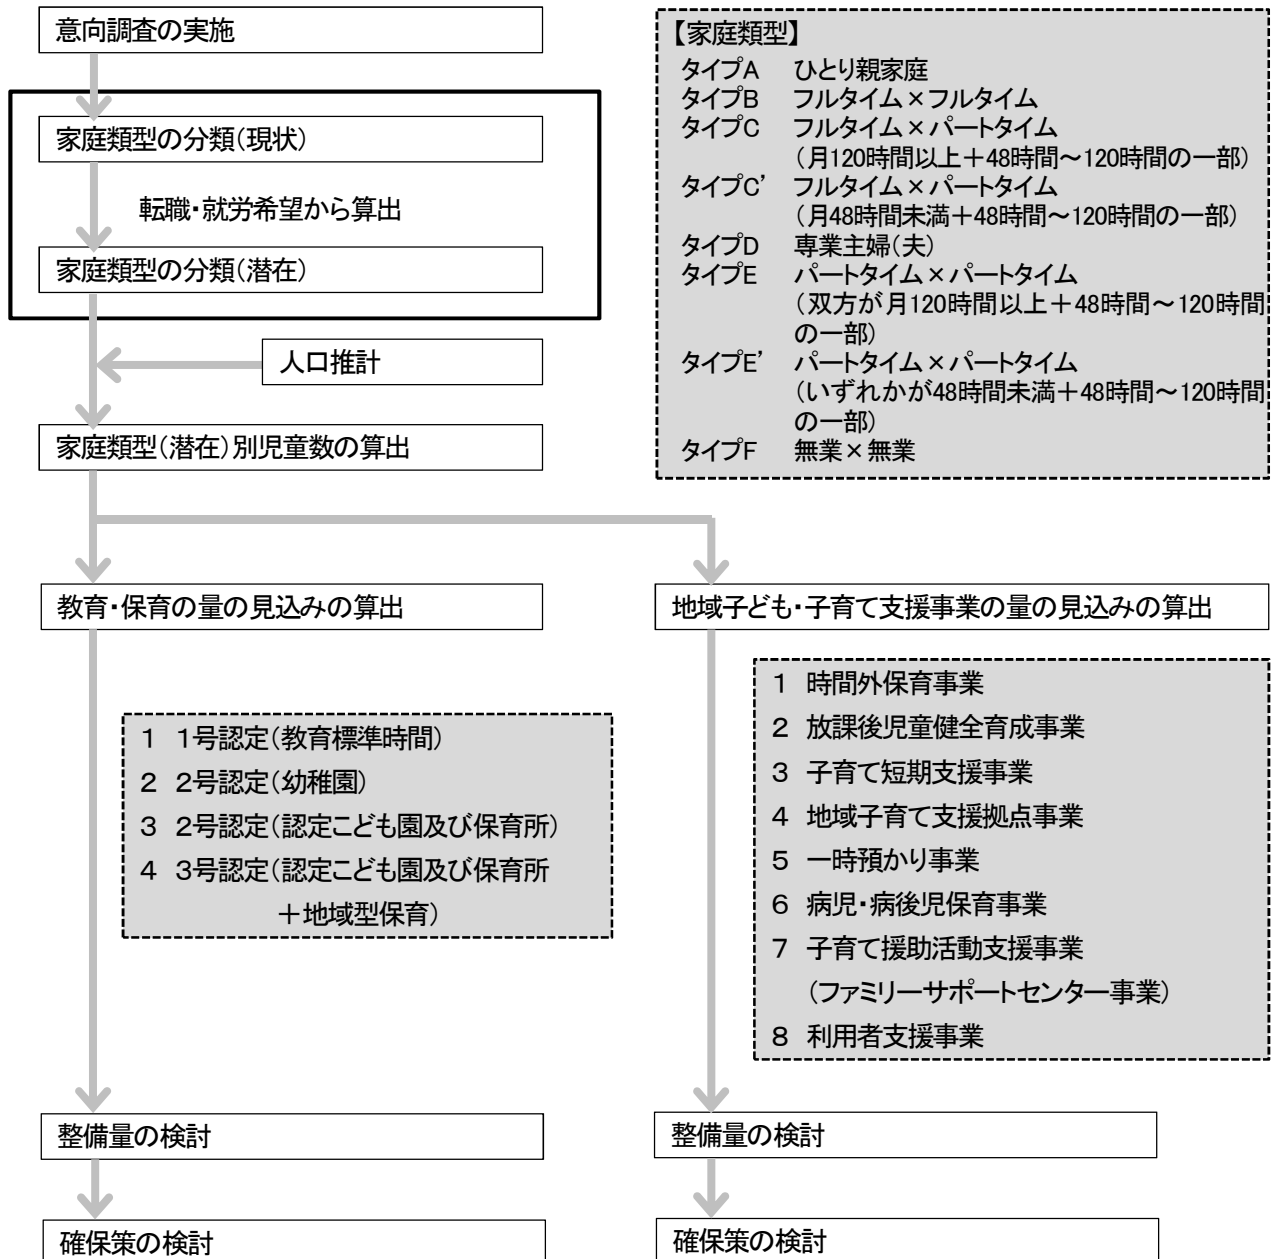 意向調査の実施
家庭類型の分類(現状)
転職・就労希望から算出
家庭類型の分類(潜在)
人口推計
家庭類型(潜在)別児童数の算出
【家庭類型】
タイプA ひとり親家庭
タイプB フルタイム×フルタイム
タイプC フルタイム×パートタイム
(月120時間以上+48時間~120時間の一部)
タイプC' フルタイム×パートタイム
(月48時間未満+48時間~120時間の一部)
タイプD 専業主婦(夫)
タイプE パートタイム×パートタイム
(双方が月120時間以上+48時間~120時間
の一部)
タイプE' パートタイム×パートタイム
(いずれかが48時間未満+48時間~120時間
の一部)
タイプF 無業×無業
教育・保育の量の見込みの算出
1 1号認定(教育標準時間)
2 2号認定(幼稚園)
3 2号認定(認定こども園及び保育所)
4 3号認定(認定こども園及び保育所
+地域型保育)
整備量の検討
確保策の検討
地域子ども・子育て支援事業の量の見込みの算出
1 時間外保育事業
2 放課後児童健全育成事業
3 子育て短期支援事業
4 地域子育て支援拠点事業
5 一時預かり事業
6 病児・病後児保育事業
7 子育て援助活動支援事業
(ファミリーサポートセンター事業)
8 利用者支援事業
整備量の検討
確保策の検討